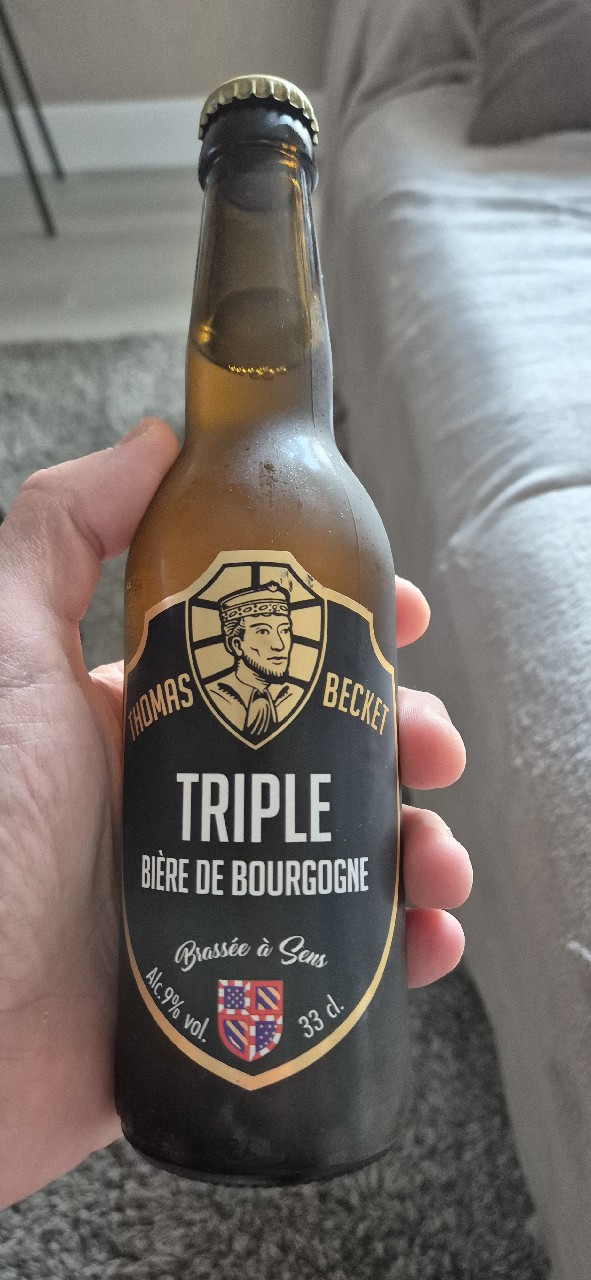 THOMAS BECKET
TRIPLE
BIÈRE DE BOURGOGNE
Brassée à Sens
Alc. 9% vol. 33 cl.